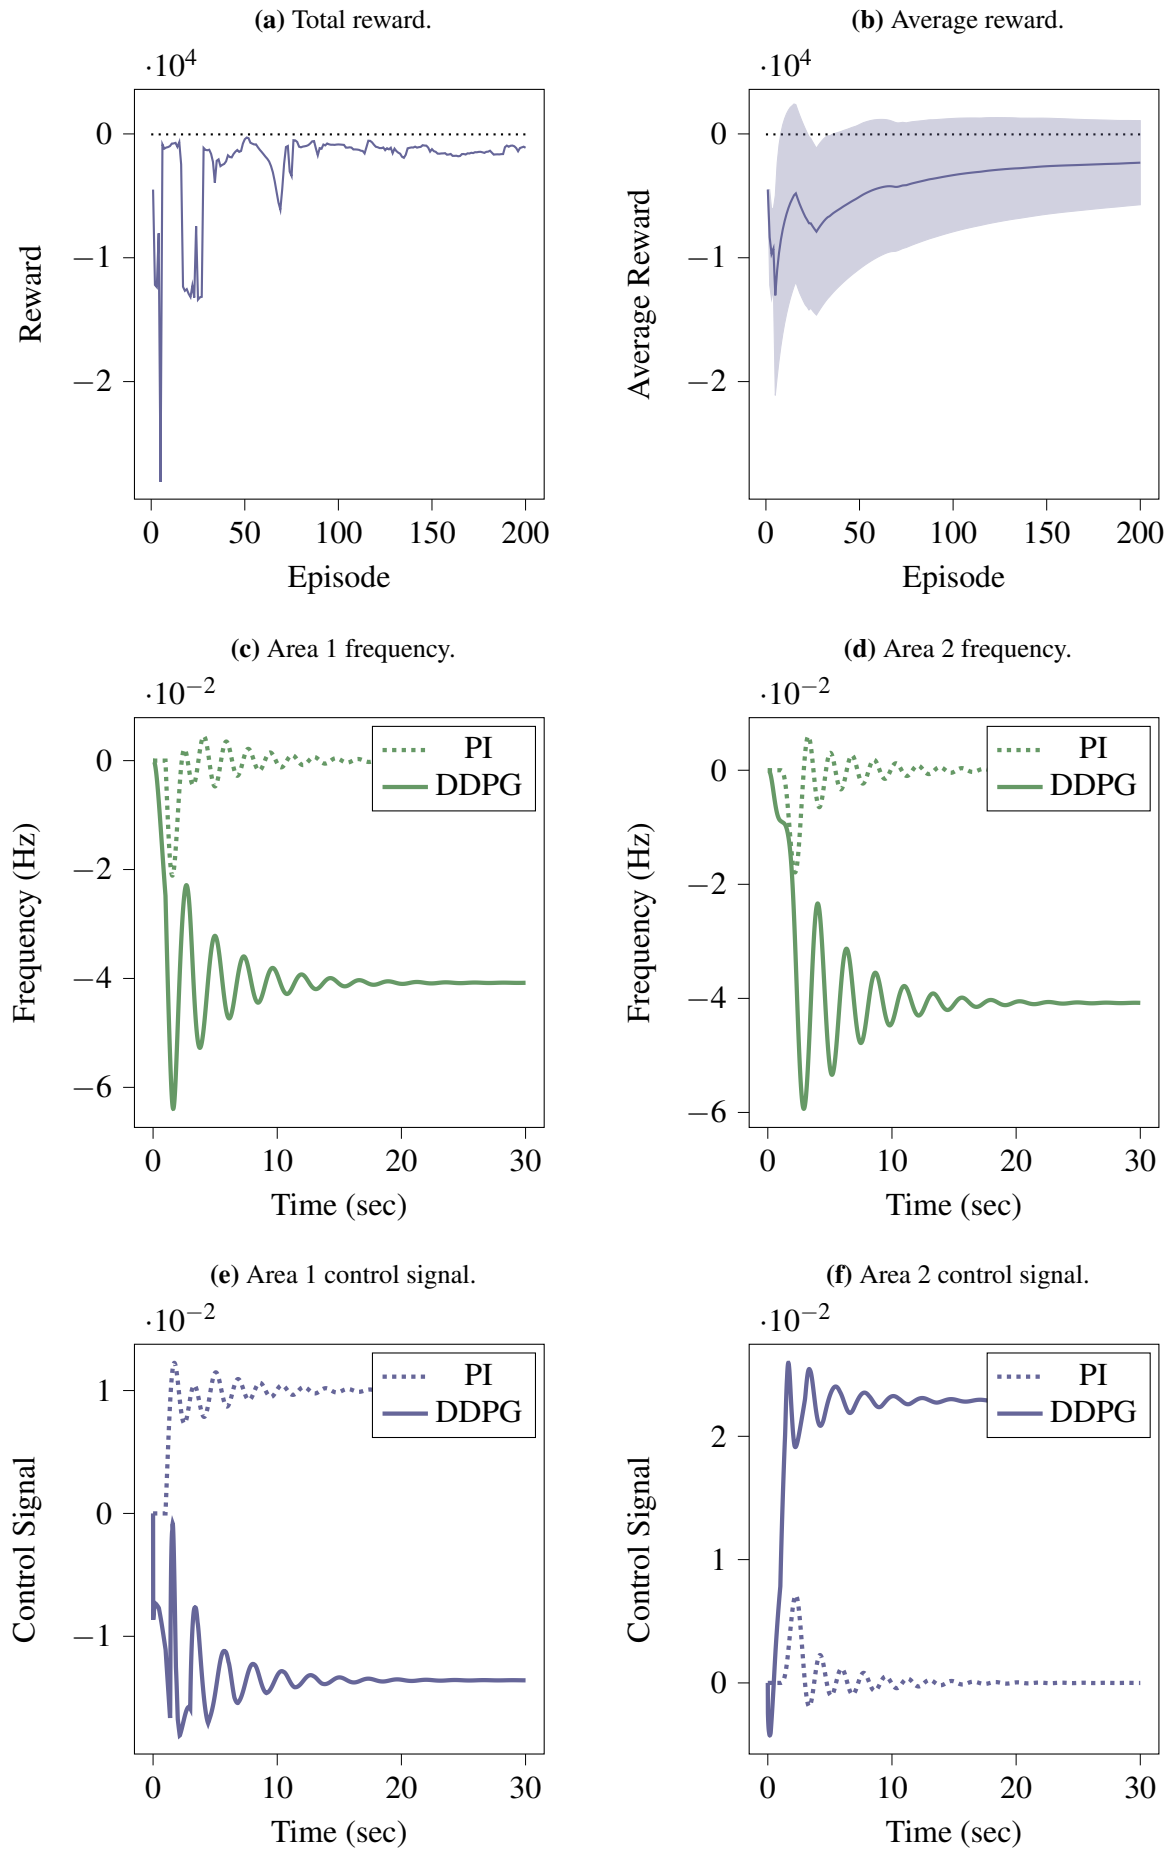 (a) Total reward.
(b) Average reward.
·10⁴
·10⁴
0
−1
−2
Reward
0
−1
−2
Average Reward
0 50 100 150 200
0 50 100 150 200
Episode
Episode
(c) Area 1 frequency.
(d) Area 2 frequency.
·10⁻²
·10⁻²
PI
DDPG
PI
DDPG
0
−2
−4
−6
Frequency (Hz)
0
−2
−4
−6
Frequency (Hz)
0 10 20 30
0 10 20 30
Time (sec)
Time (sec)
(e) Area 1 control signal.
(f) Area 2 control signal.
·10⁻²
·10⁻²
PI
DDPG
PI
DDPG
1
0
−1
Control Signal
2
1
0
Control Signal
0 10 20 30
0 10 20 30
Time (sec)
Time (sec)